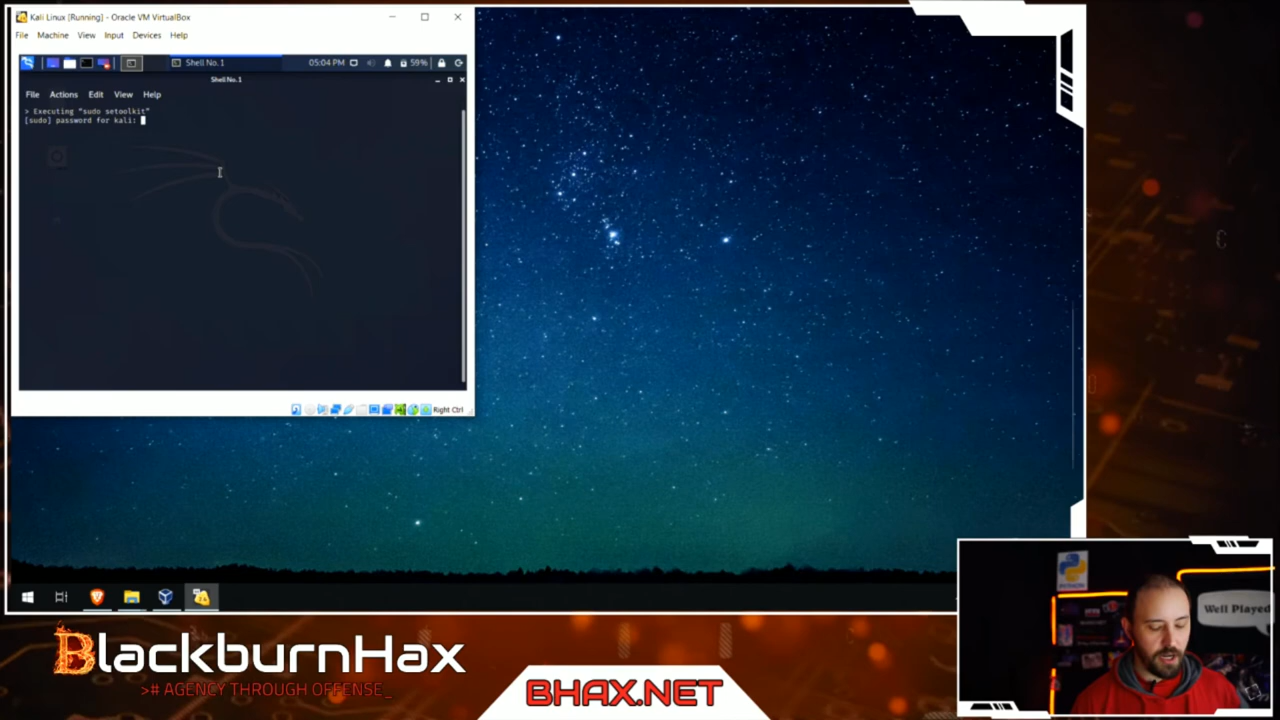 Kali Linux [Running] - Oracle VM VirtualBox
File Machine View Input Devices Help
Shell No. 1
05:04 PM
59%
Shell No. 1
File Actions Edit View Help
> Executing "sudo setoolkit"
[sudo] password for kali:
Right Ctrl
PYTHON
Well Played
BlackburnHax
># AGENCY THROUGH OFFENSE_
BHAX.NET